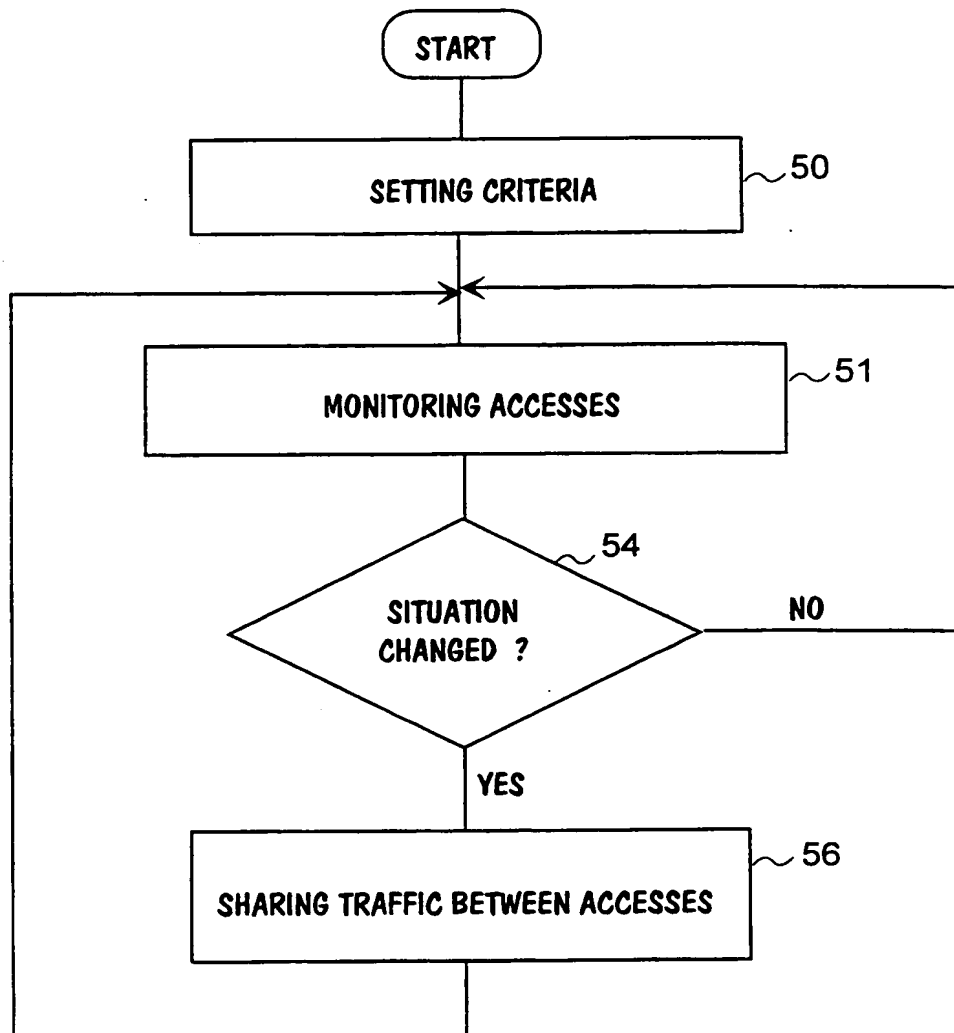 START
SETTING CRITERIA
50
MONITORING ACCESSES
51
54
SITUATION
CHANGED ?
NO
YES
56
SHARING TRAFFIC BETWEEN ACCESSES